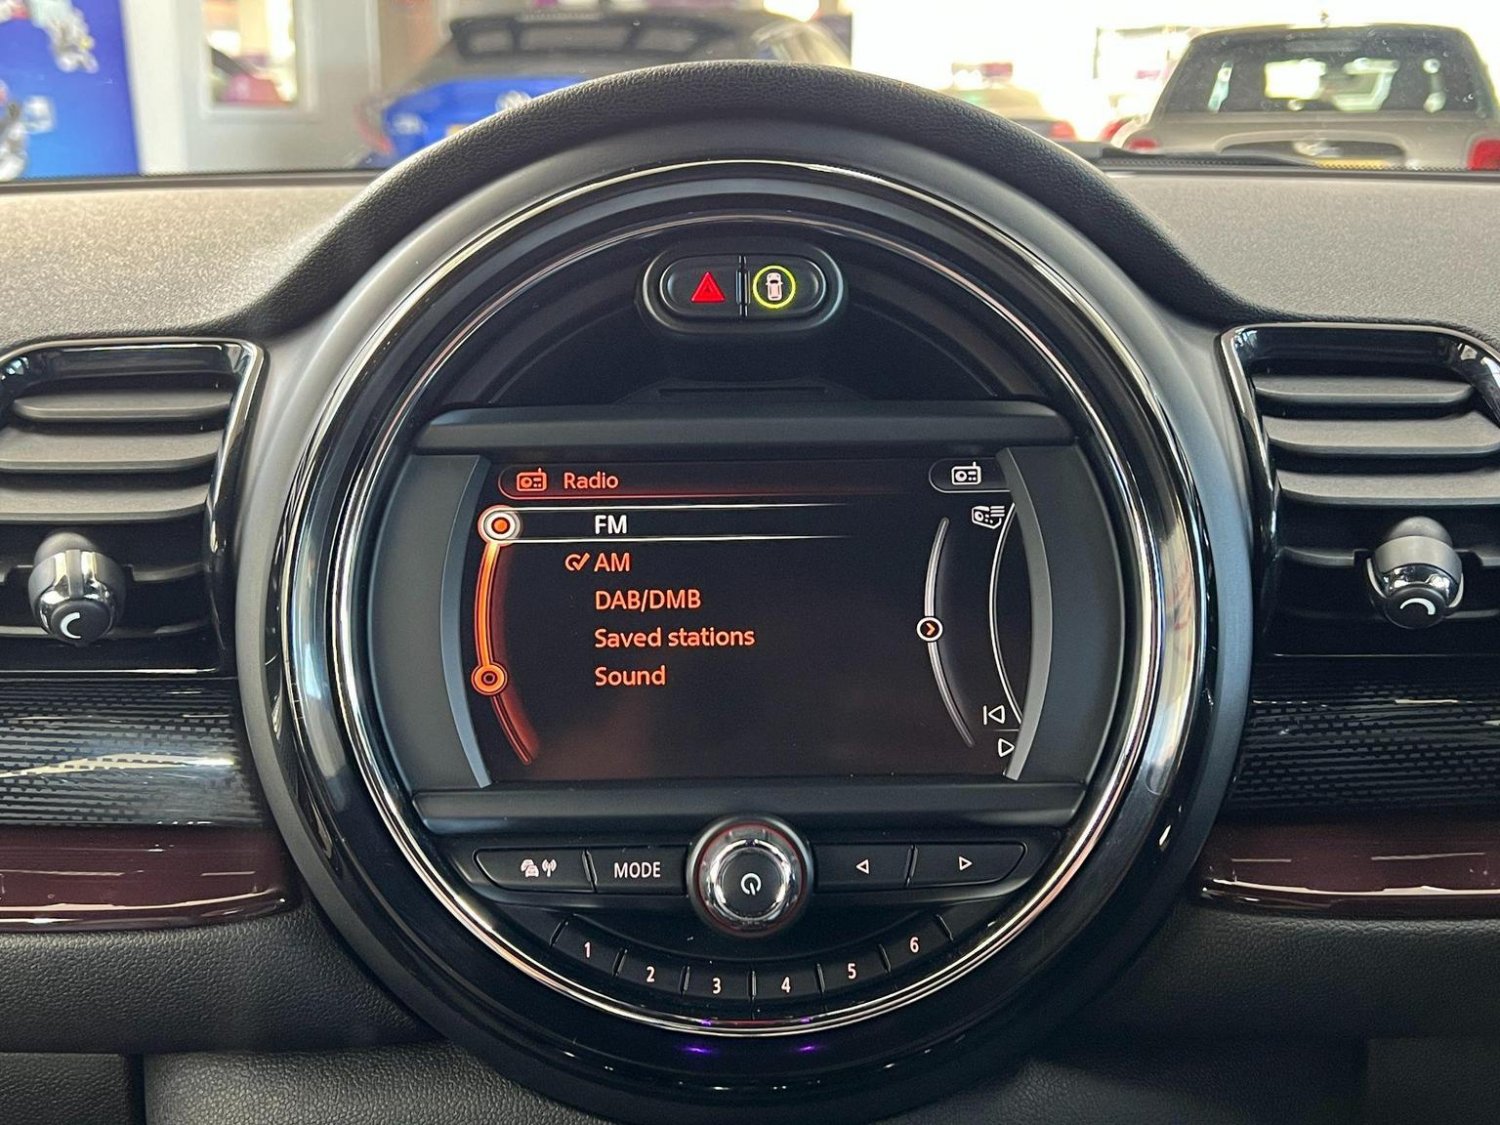 Radio
FM
AM
DAB/DMB
Saved stations
Sound
MODE
1
2
3
4
5
6